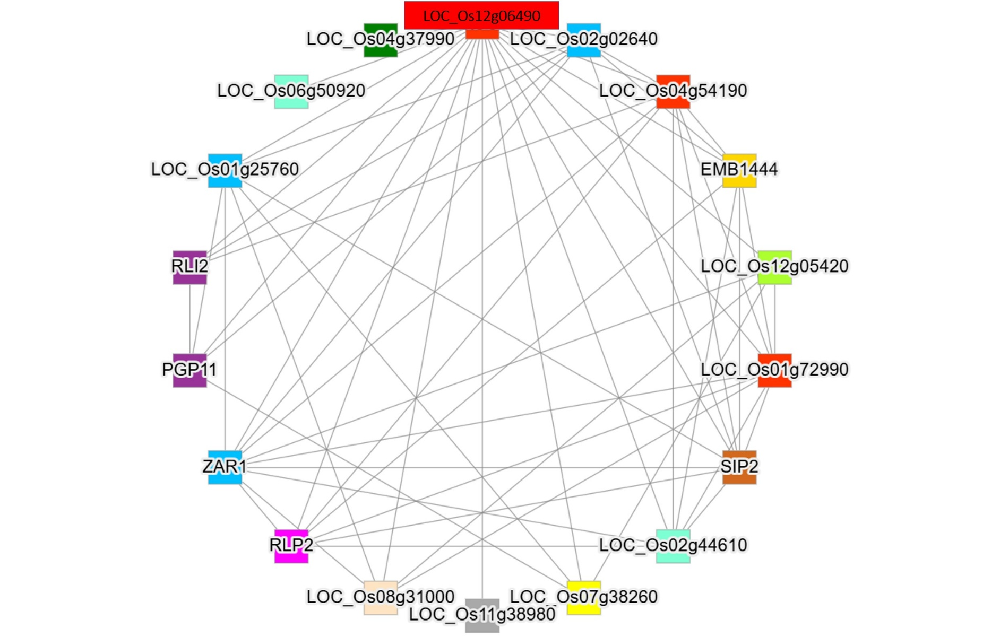 LOC_Os12g06490
LOC_Os04g37990
LOC_Os02g02640
LOC_Os06g50920
LOC_Os04g54190
LOC_Os01g25760
EMB1444
RLI2
LOC_Os12g05420
PGP11
LOC_Os01g72990
ZAR1
SIP2
RLP2
LOC_Os02g44610
LOC_Os08g31000
LOC_Os07g38260
LOC_Os11g38980